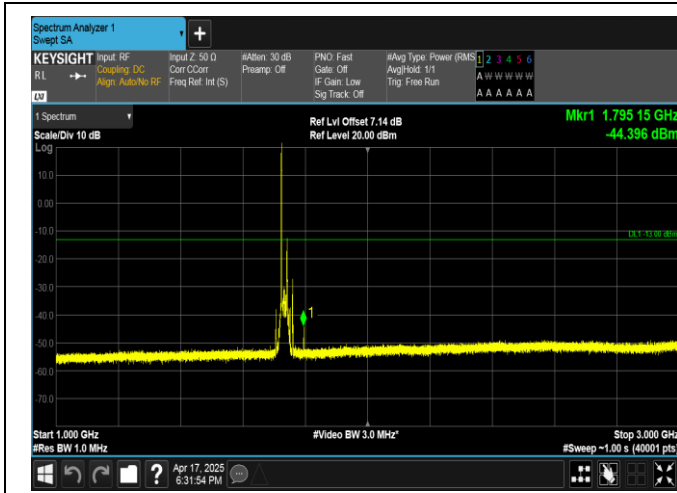 Spectrum Analyzer 1
Swept SA
KEYSIGHT
RL
LXI
Input: RF
Coupling: DC
Align: Auto/No RF
Input Z: 50 Ω
Corr CCorr
Freq Ref: Int (S)
#Atten: 30 dB
Preamp: Off
PNO: Fast
Gate: Off
IF Gain: Low
Sig Track: Off
#Avg Type: Power (RMS
Avg|Hold: 1/1
Trig: Free Run
1 2 3 4 5 6
A W W W W W
A A A A A A
1 Spectrum
Scale/Div 10 dB
Log
Ref Lvl Offset 7.14 dB
Ref Level 20.00 dBm
Mkr1 1.795 15 GHz
-44.396 dBm
10.0
0.00
-10.0
-20.0
-30.0
-40.0
-50.0
-60.0
-70.0
DL1 -13.00 dBm
1
Start 1.000 GHz
#Res BW 1.0 MHz
#Video BW 3.0 MHz*
Stop 3.000 GHz
#Sweep ~1.00 s (40001 pts)
?
Apr 17, 2025
6:31:54 PM